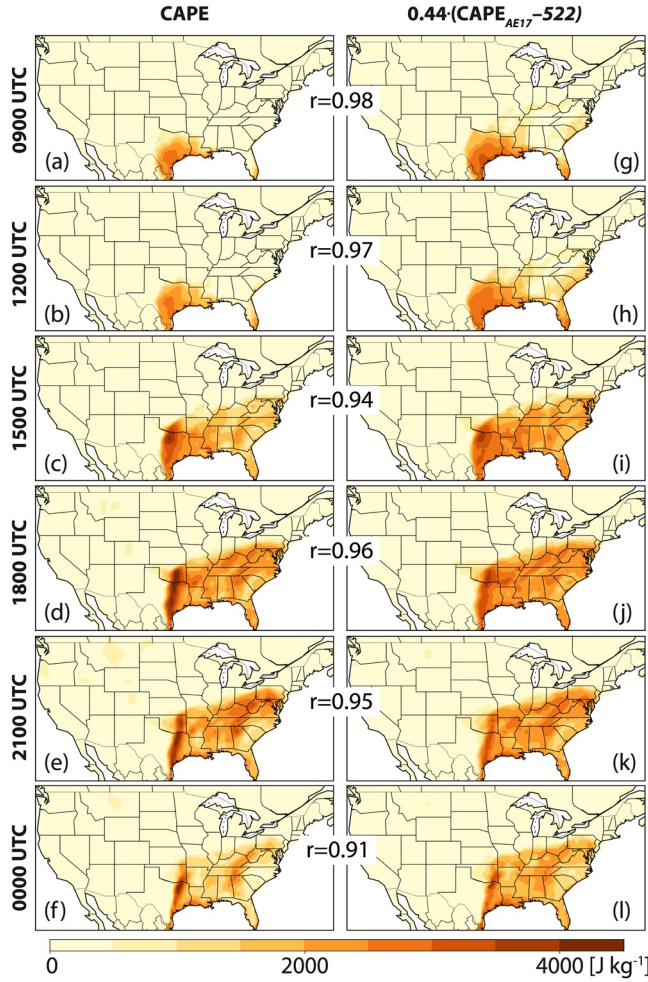 CAPE 0.44·(CAPE_AE17–522)
0900 UTC
(a) r=0.98 (g)
1200 UTC
(b) r=0.97 (h)
1500 UTC
(c) r=0.94 (i)
1800 UTC
(d) r=0.96 (j)
2100 UTC
(e) r=0.95 (k)
0000 UTC
(f) r=0.91 (l)
0 2000 4000 [J kg⁻¹]